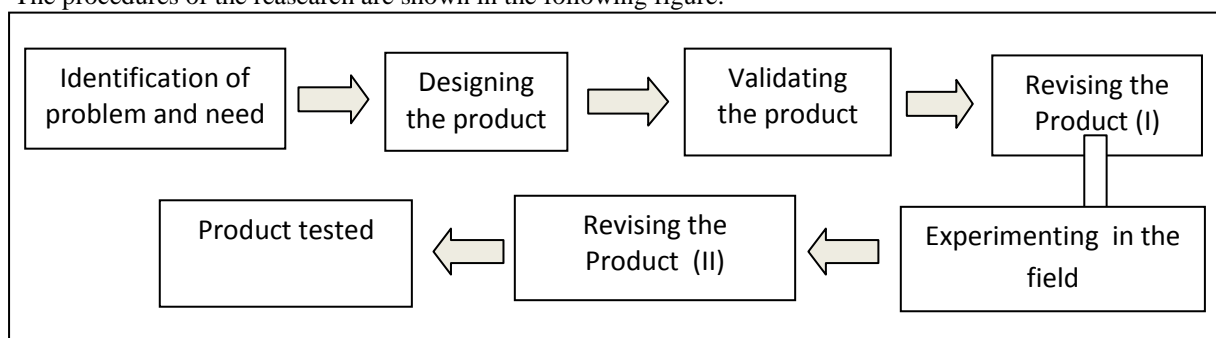 The procedures of the reasearch are shown in the following figure.
Identification of
problem and need
Designing
the product
Validating
the product
Revising the
Product (I)
Experimenting in the
field
Revising the
Product (II)
Product tested